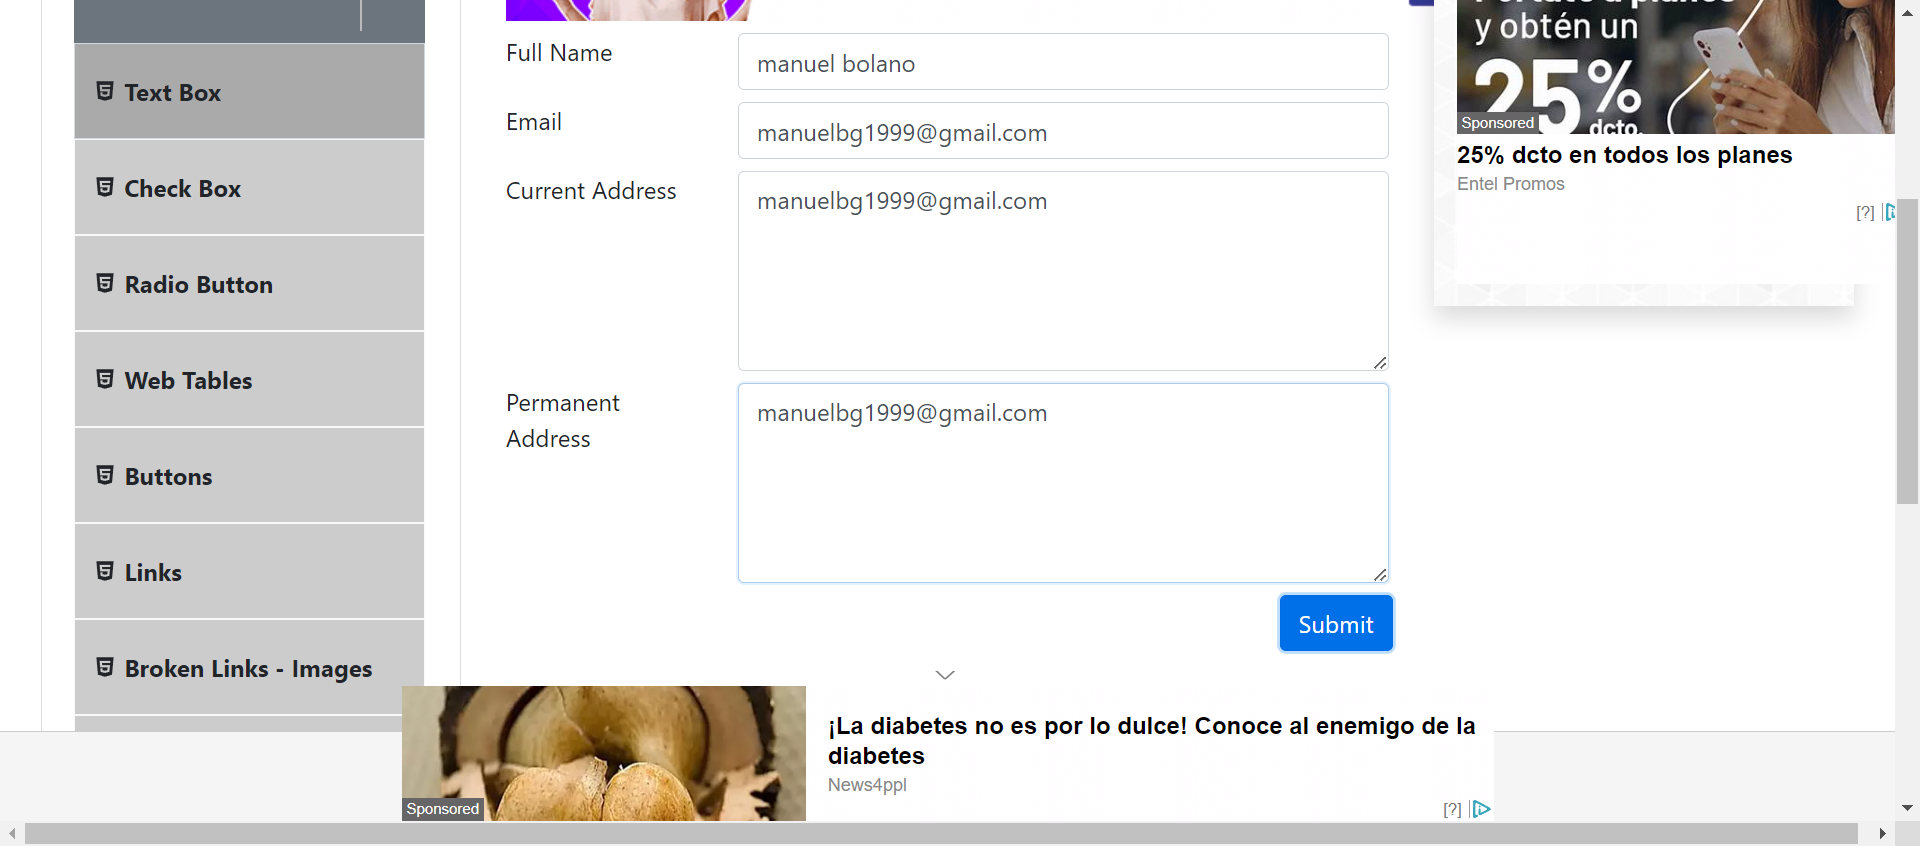 Text Box
Check Box
Radio Button
Web Tables
Buttons
Links
Broken Links - Images
Full Name
manuel bolano
Email
manuelbg1999@gmail.com
Current Address
manuelbg1999@gmail.com
Permanent
Address
manuelbg1999@gmail.com
Submit
y obtén un
25%
dcto.
Sponsored
25% dcto en todos los planes
Entel Promos
[?]
¡La diabetes no es por lo dulce! Conoce al enemigo de la
diabetes
News4ppl
Sponsored
[?]